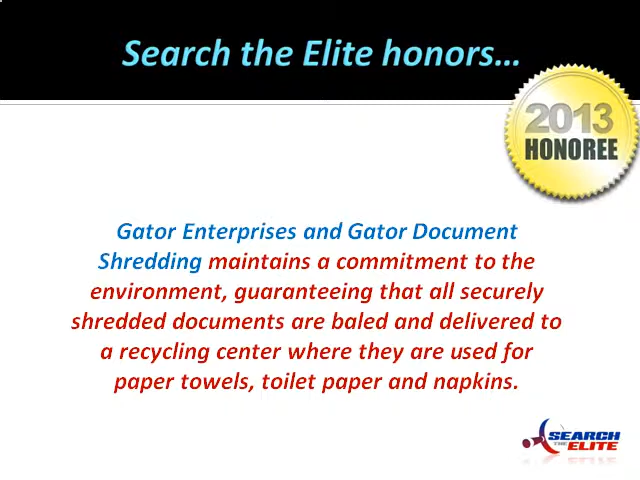 Search the Elite honors...
2013
HONOREE
Gator Enterprises and Gator Document
Shredding maintains a commitment to the
environment, guaranteeing that all securely
shredded documents are baled and delivered to
a recycling center where they are used for
paper towels, toilet paper and napkins.
SEARCH
THE ELITE